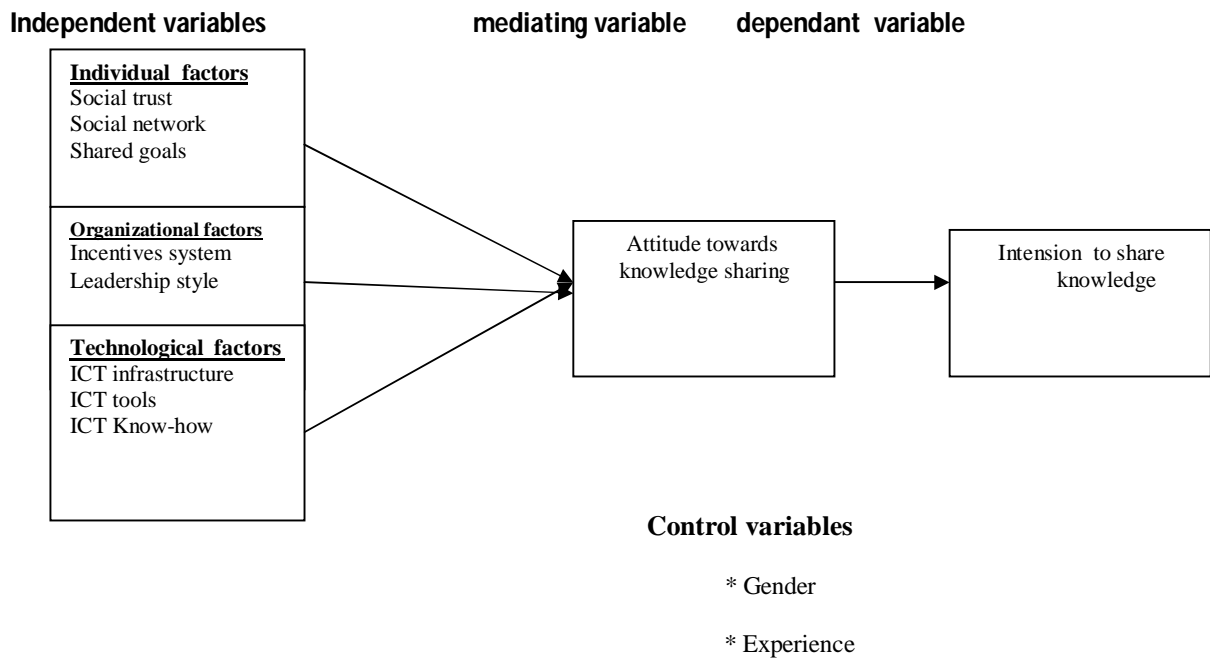 Independent variables mediating variable dependant variable
Individual factors
Social trust
Social network
Shared goals
Organizational factors
Incentives system
Leadership style
Technological factors
ICT infrastructure
ICT tools
ICT Know-how
Attitude towards
knowledge sharing
Intension to share
knowledge
Control variables
* Gender
* Experience